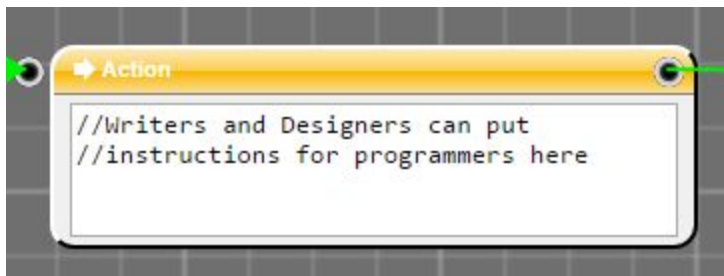 Action
//Writers and Designers can put
//instructions for programmers here